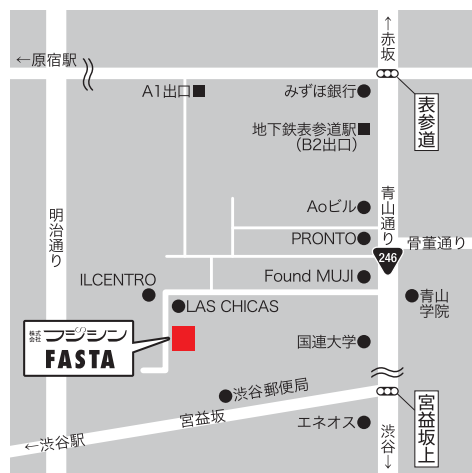 ←赤坂
←原宿駅
A1出口
みずほ銀行
表参道
地下鉄表参道駅
(B2出口)
青山通り
Aoビル
明治通り
PRONTO
骨董通り
246
ILCENTRO
Found MUJI
青山
学院
LAS CHICAS
株式
会社
フジシン
FASTA
国連大学
渋谷郵便局
宮益坂
宮益坂上
エネオス
←渋谷駅
渋谷→